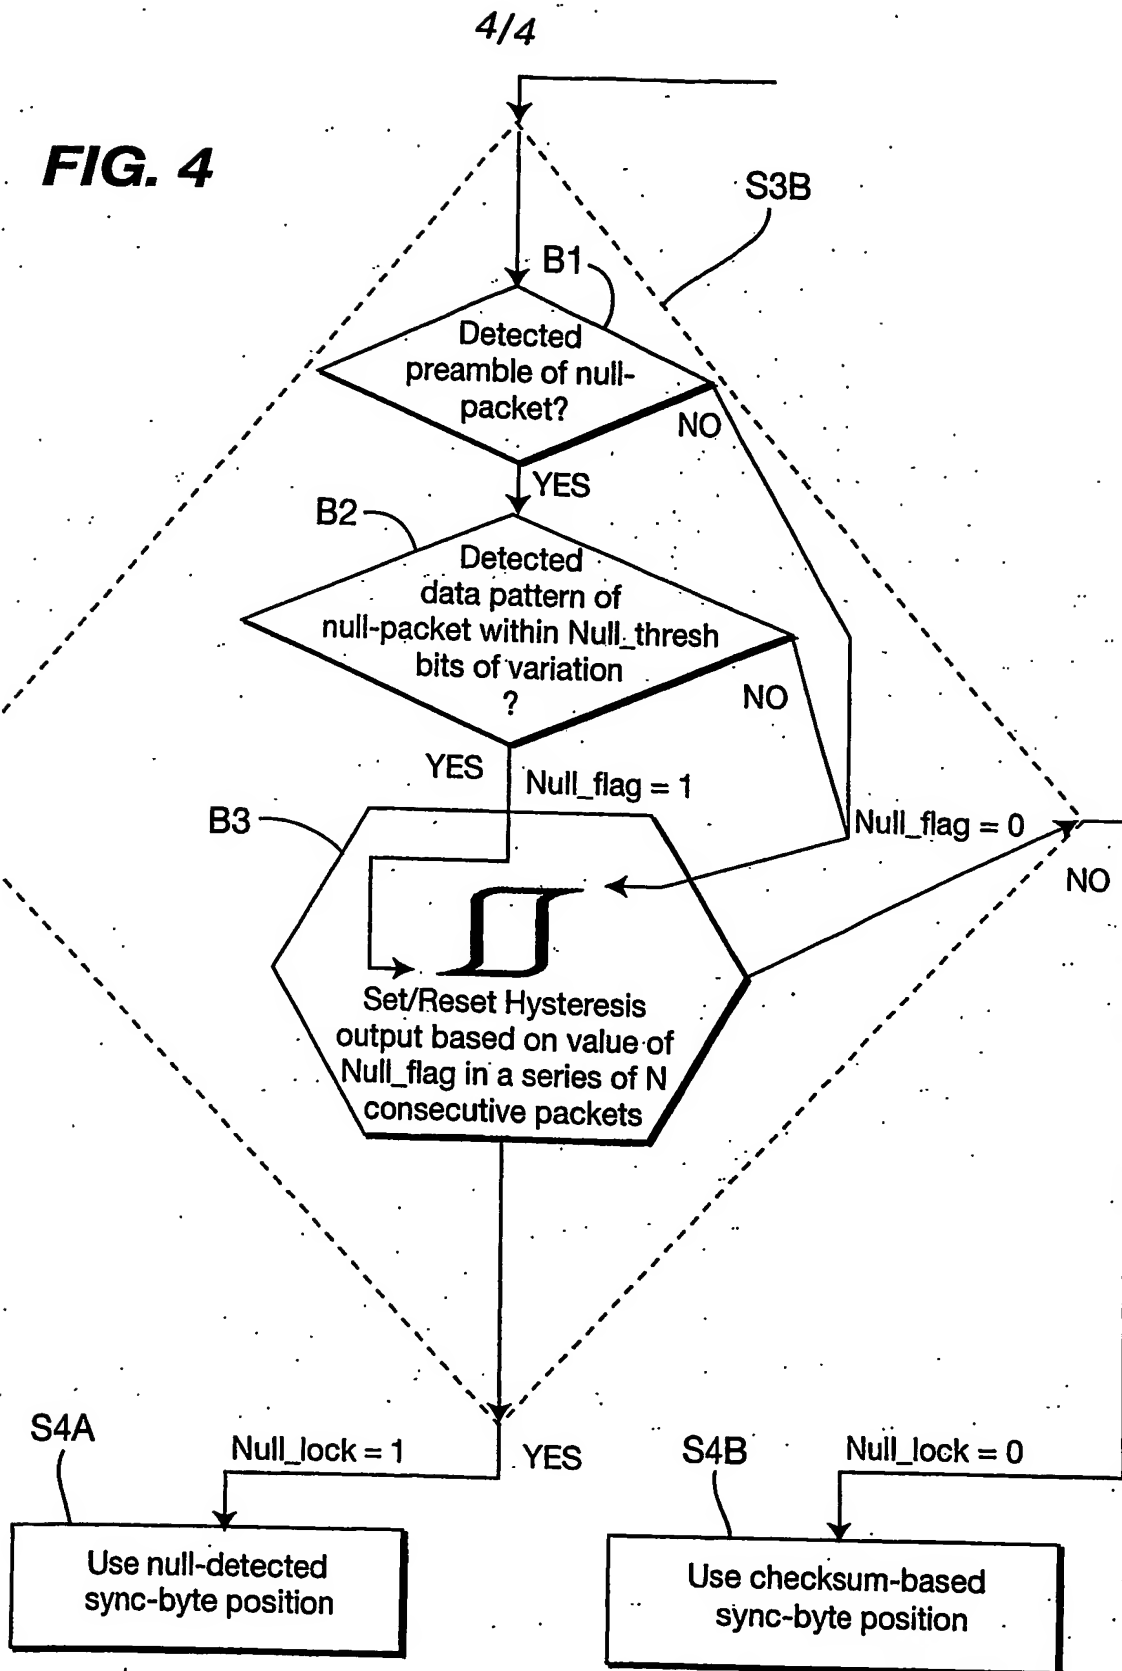 4/4
FIG. 4
S3B
B1
Detected
preamble of null-
packet?
NO
YES
B2
Detected
data pattern of
null-packet within Null_thresh
bits of variation
?
NO
YES
Null_flag = 1
B3
Null_flag = 0
NO
Set/Reset Hysteresis
output based on value of
Null_flag in a series of N
consecutive packets
S4A
Null_lock = 1
YES
S4B
Null_lock = 0
Use null-detected
sync-byte position
Use checksum-based
sync-byte position